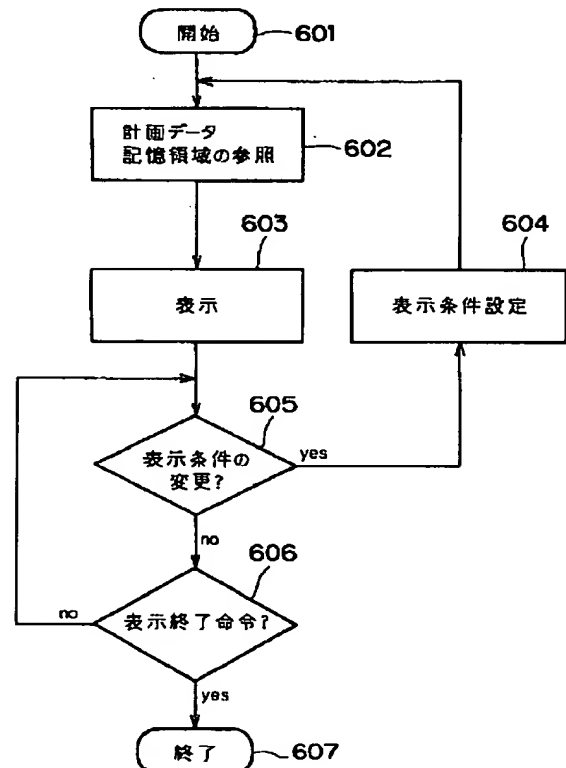 開始
601
計画データ
記憶領域の参照
602
603
604
表示
表示条件設定
605
表示条件の
変更?
yes
no
606
no
表示終了命令?
yes
終了
607